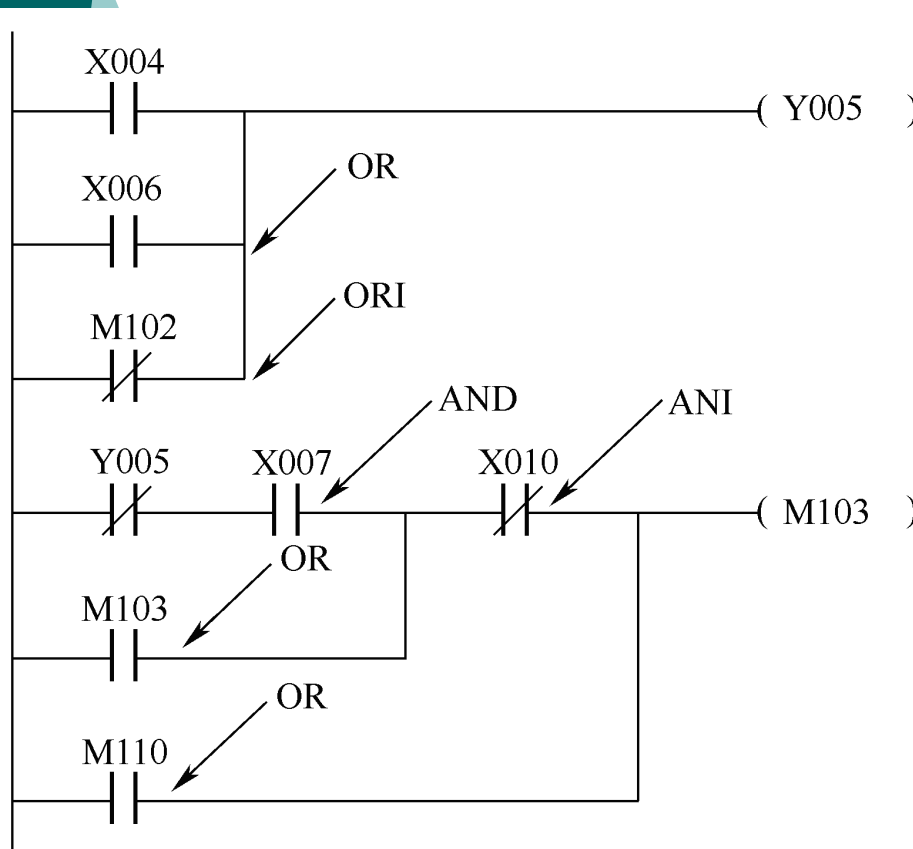 X004
( Y005 )
OR
X006
ORI
M102
AND
ANI
Y005
X007
X010
( M103 )
OR
M103
OR
M110